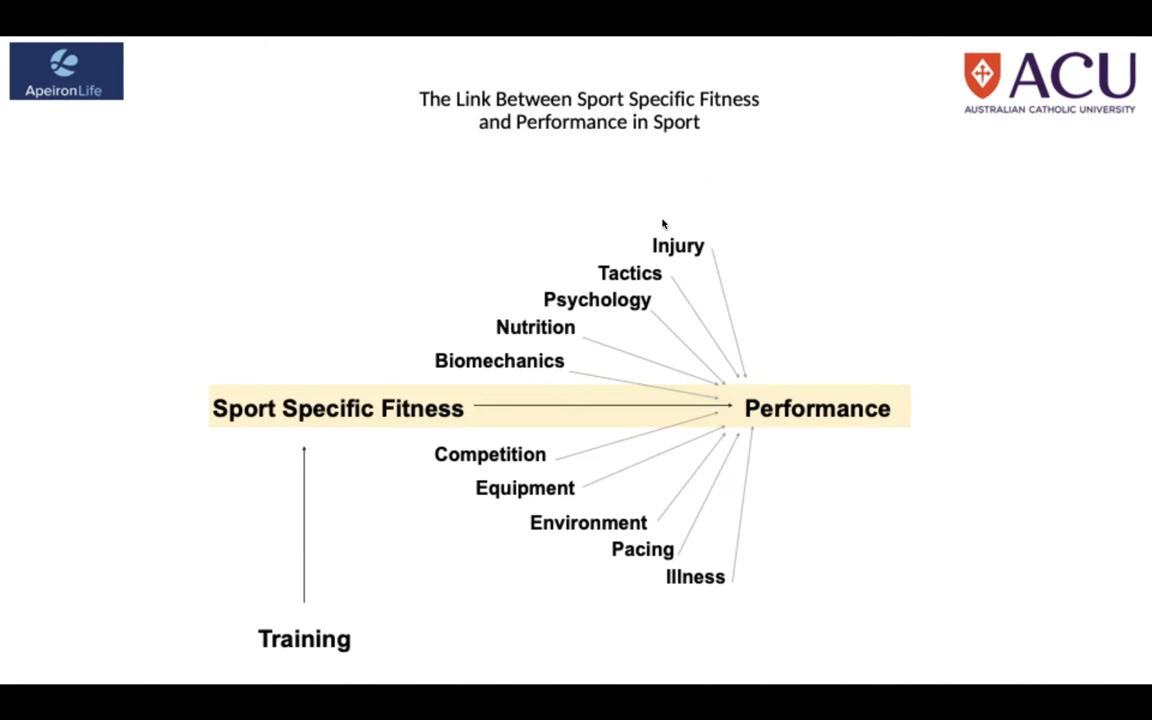 ApeironLife
ACU
AUSTRALIAN CATHOLIC UNIVERSITY
The Link Between Sport Specific Fitness
and Performance in Sport
Injury
Tactics
Psychology
Nutrition
Biomechanics
Sport Specific Fitness
Performance
Competition
Equipment
Environment
Pacing
Illness
Training